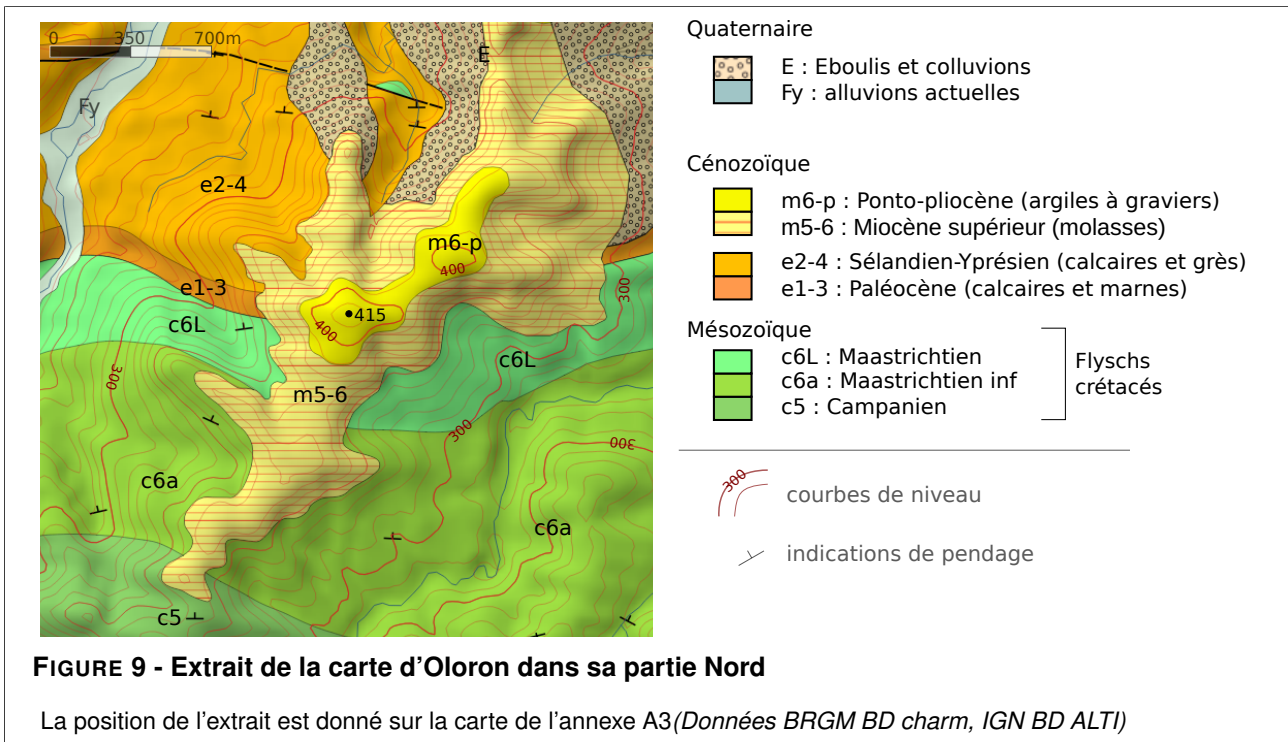 0 350 700m
E
Fy
e2-4
m6-p
400
e1-3
415
300
c6L
400
c6L
300
m5-6
300
300
c6a
c6a
c5
Quaternaire
E : Eboulis et colluvions
Fy : alluvions actuelles
Cénozoïque
m6-p : Ponto-pliocène (argiles à graviers)
m5-6 : Miocène supérieur (molasses)
e2-4 : Sélandien-Yprésien (calcaires et grès)
e1-3 : Paléocène (calcaires et marnes)
Mésozoïque
c6L : Maastrichtien
c6a : Maastrichtien inf
c5 : Campanien
Flyschs
crétacés
300
courbes de niveau
indications de pendage
FIGURE 9 - Extrait de la carte d'Oloron dans sa partie Nord
La position de l'extrait est donné sur la carte de l'annexe A3(Données BRGM BD charm, IGN BD ALTI)